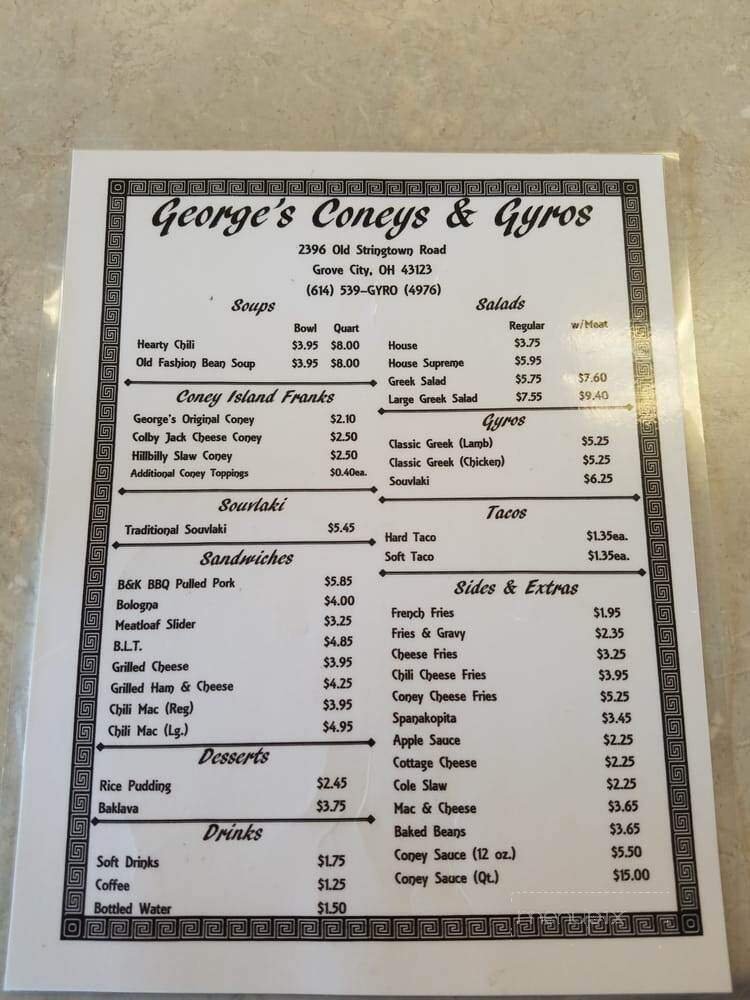 George's Coneys & Gyros
2396 Old Stringtown Road
Grove City, OH 43123
(614) 539-GYRO (4976)
Soups
Bowl Quart
Hearty Chili $3.95 $8.00
Old Fashion Bean Soup $3.95 $8.00
Coney Island Franks
George's Original Coney $2.10
Colby Jack Cheese Coney $2.50
Hillbilly Slaw Coney $2.50
Additional Coney Toppings $0.40ea.
Souvlaki
Traditional Souvlaki $5.45
Sandwiches
B&K BBQ Pulled Pork $5.85
Bologna $4.00
Meatloaf Slider $3.25
B.L.T. $4.85
Grilled Cheese $3.95
Grilled Ham & Cheese $4.25
Chili Mac (Reg) $3.95
Chili Mac (Lg.) $4.95
Desserts
Rice Pudding $2.45
Baklava $3.75
Drinks
Soft Drinks $1.75
Coffee $1.25
Bottled Water $1.50
Salads
Regular w/Meat
House $3.75
House Supreme $5.95
Greek Salad $5.75 $7.60
Large Greek Salad $7.55 $9.40
Gyros
Classic Greek (Lamb) $5.25
Classic Greek (Chicken) $5.25
Souvlaki $6.25
Tacos
Hard Taco $1.35ea.
Soft Taco $1.35ea.
Sides & Extras
French Fries $1.95
Fries & Gravy $2.35
Cheese Fries $3.25
Chili Cheese Fries $3.95
Coney Cheese Fries $5.25
Spanakopita $3.45
Apple Sauce $2.25
Cottage Cheese $2.25
Cole Slaw $2.25
Mac & Cheese $3.65
Baked Beans $3.65
Coney Sauce (12 oz.) $5.50
Coney Sauce (Qt.) $15.00
menupix